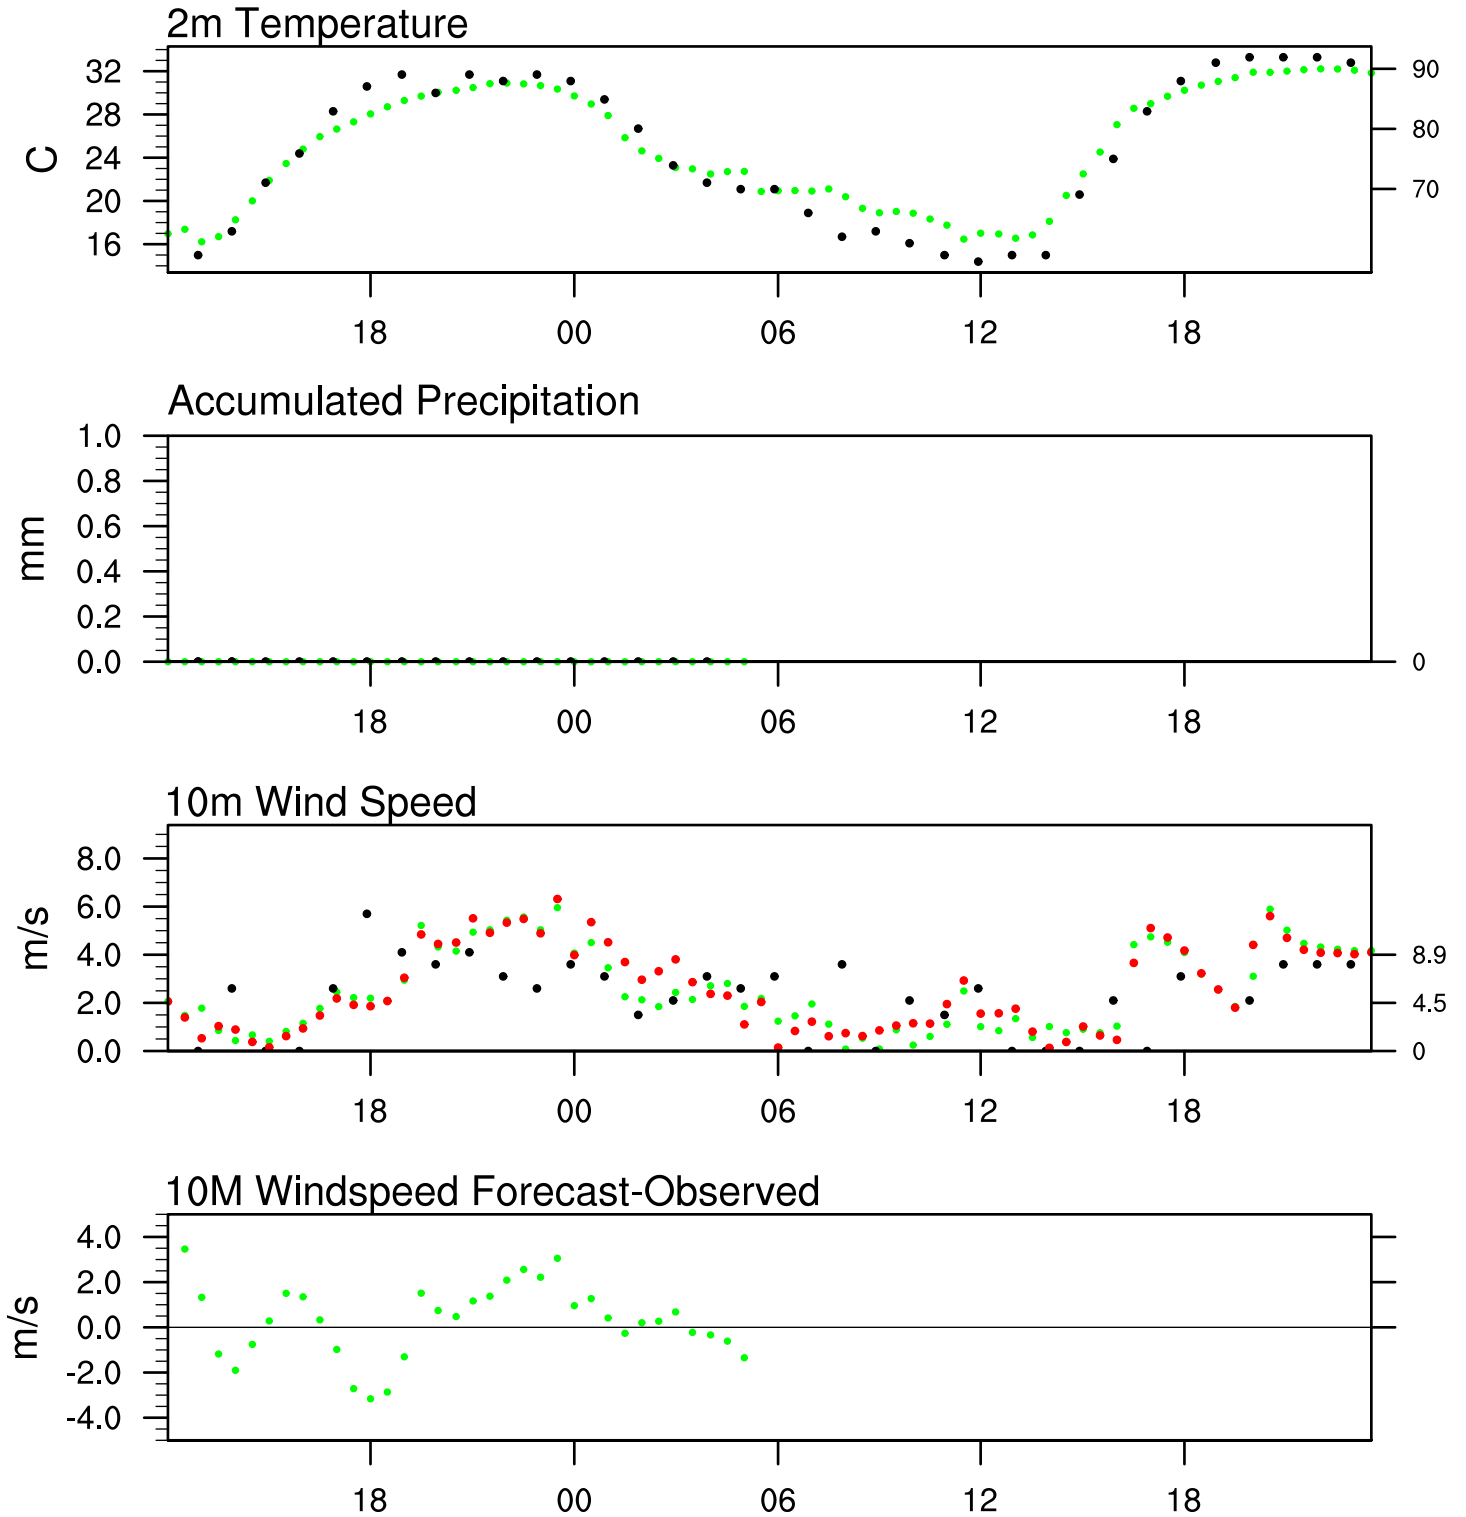 2m Temperature
32
28
24
20
16
C
90
80
70
18 00 06 12 18
Accumulated Precipitation
1.0
0.8
0.6
0.4
0.2
0.0
mm
0
18 00 06 12 18
10m Wind Speed
8.0
6.0
4.0
2.0
0.0
m/s
8.9
4.5
0
18 00 06 12 18
10M Windspeed Forecast-Observed
4.0
2.0
0.0
-2.0
-4.0
m/s
18 00 06 12 18